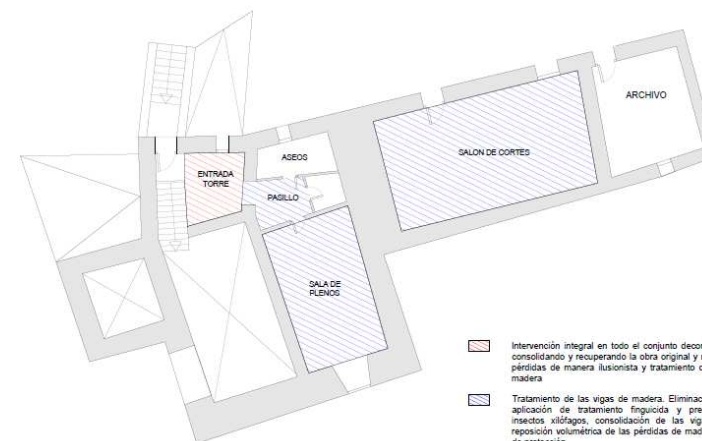 ARCHIVO
SALON DE CORTES
ASEOS
ENTRADA
TORRE
PASILLO
SALA DE
PLENOS
Intervención integral en todo el conjunto decor
consolidando y recuperando la obra original y
pérdidas de manera ilusionista y tratamiento
madera
Tratamiento de las vigas de madera. Eliminac
aplicación de tratamiento finguicida y pre
insectos xilófagos, consolidación de las vig
reposición volumétrica de las pérdidas de mad
de protección